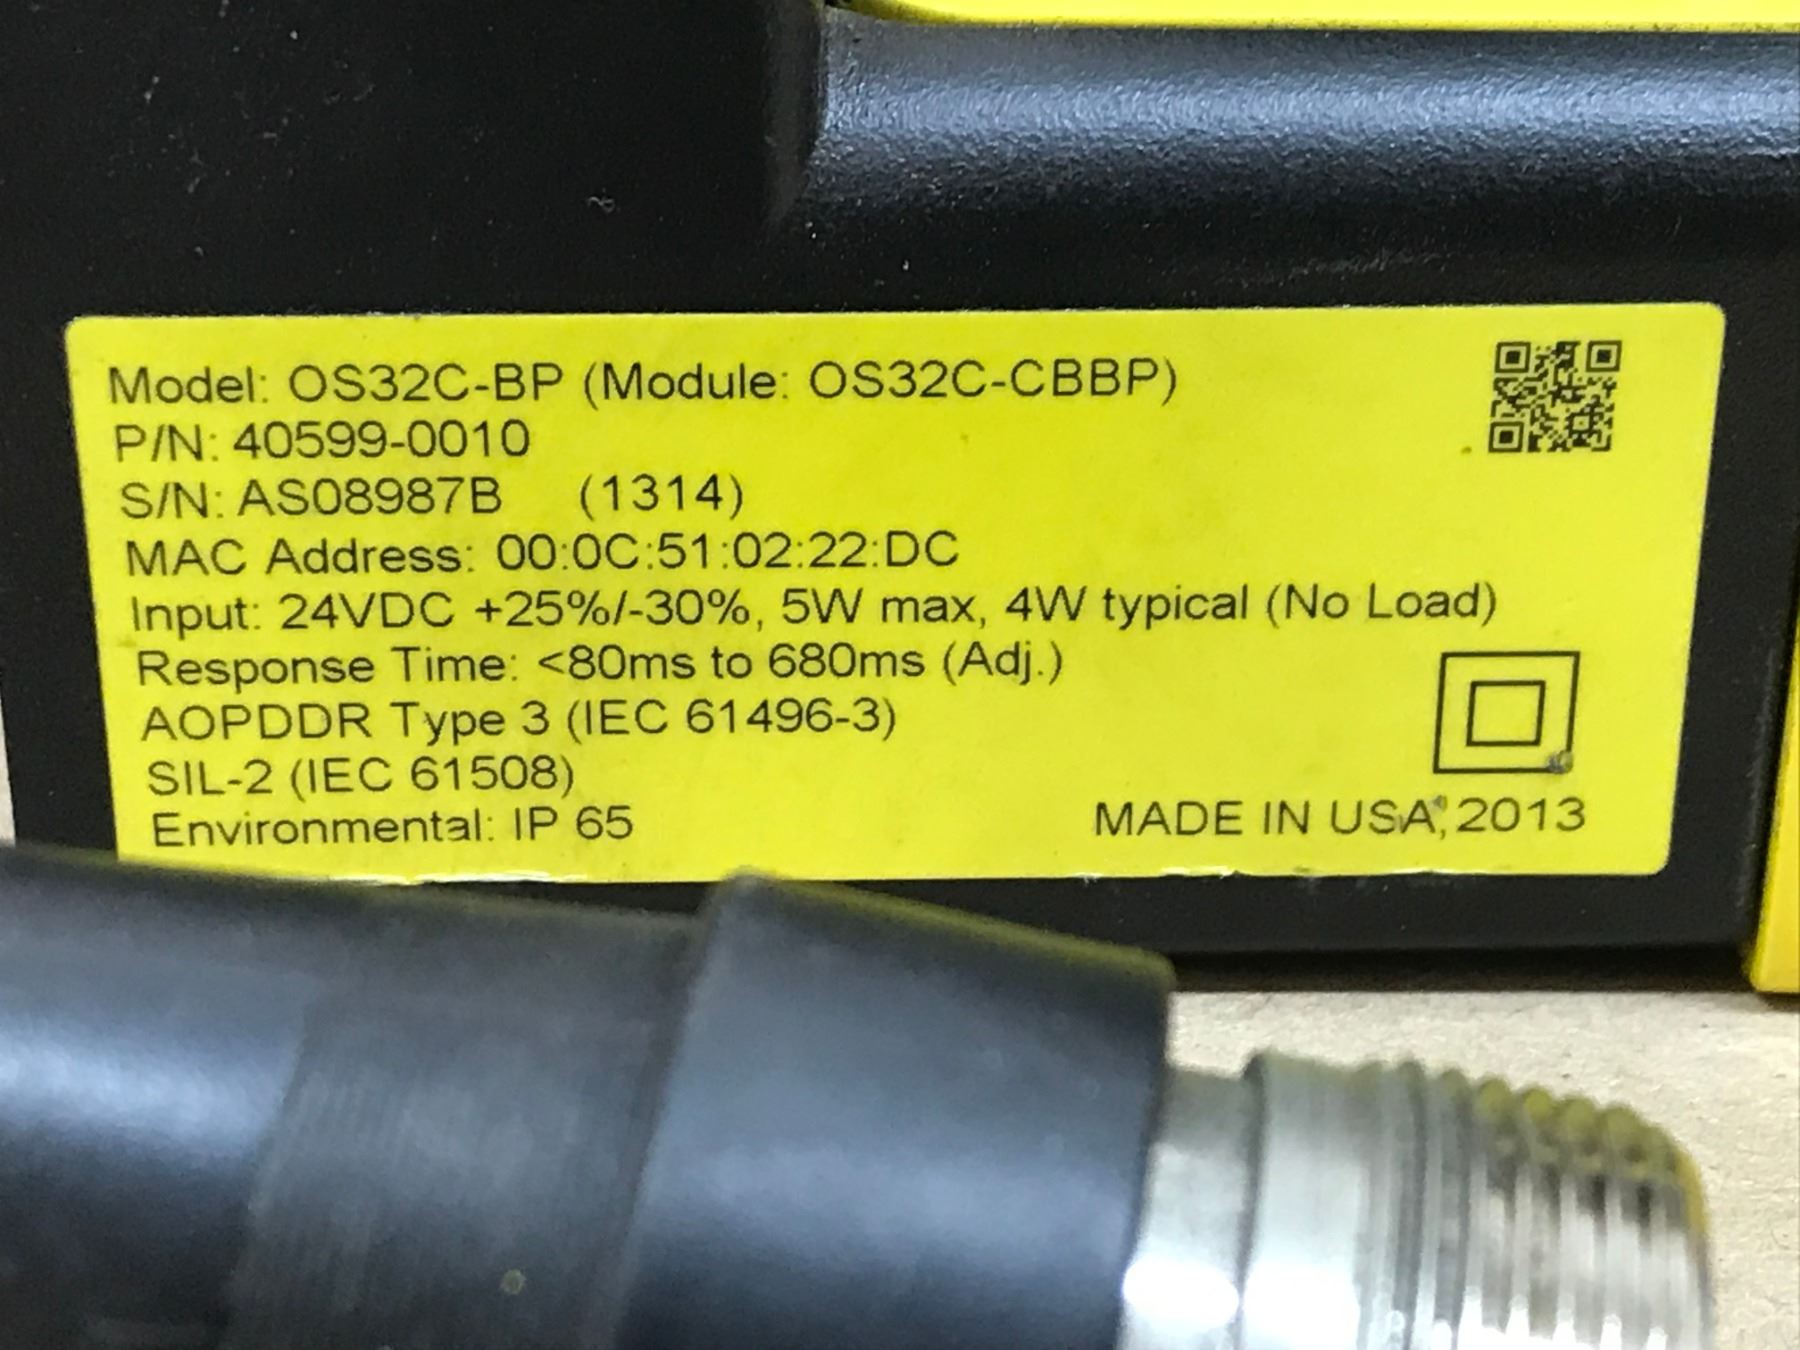 Model: OS32C-BP (Module: OS32C-CBBP)
P/N: 40599-0010
S/N: AS08987B (1314)
MAC Address: 00:0C:51:02:22:DC
Input: 24VDC +25%/-30%, 5W max, 4W typical (No Load)
Response Time: <80ms to 680ms (Adj.)
AOPDDR Type 3 (IEC 61496-3)
SIL-2 (IEC 61508)
Environmental: IP 65
MADE IN USA, 2013